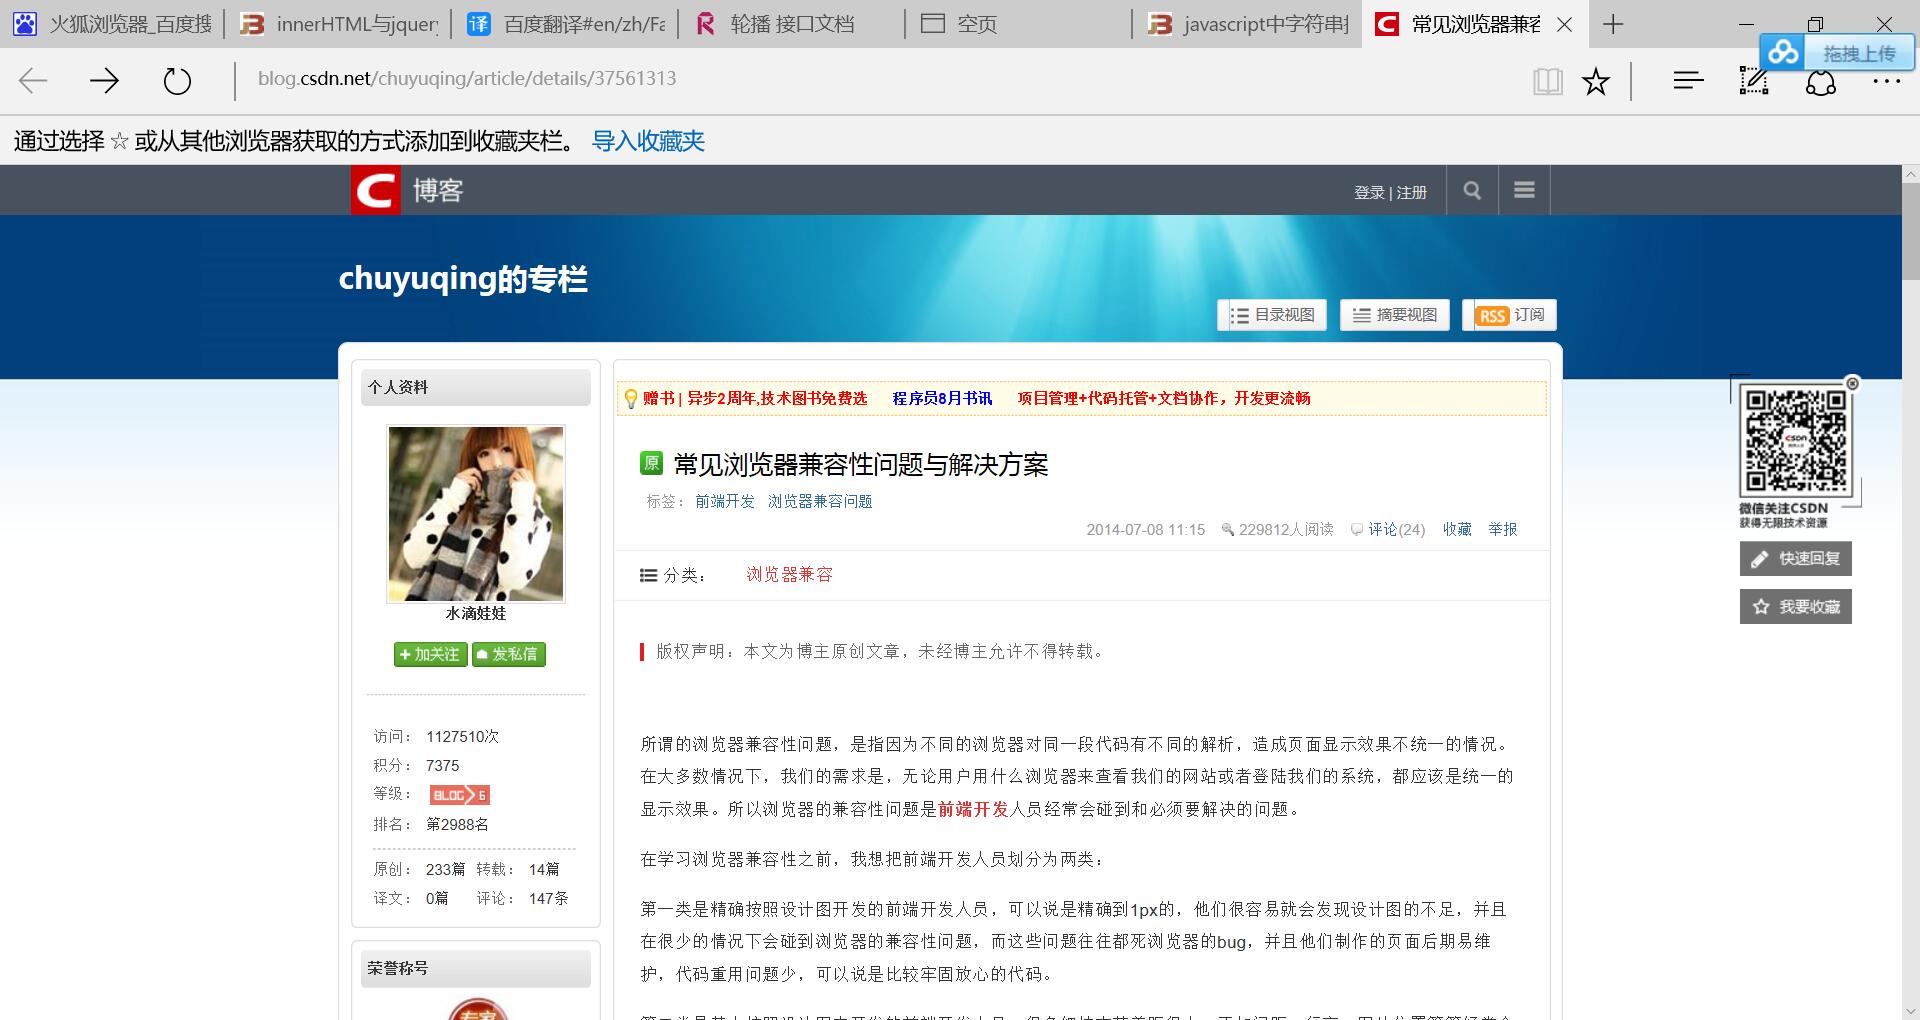 火狐浏览器_百度搜
innerHTML与jquery
百度翻译#en/zh/Fa
轮播 接口文档
空页
javascript中字符串
常见浏览器兼容
拖拽上传
blog.csdn.net/chuyuqing/article/details/37561313
通过选择 ☆ 或从其他浏览器获取的方式添加到收藏夹栏。 导入收藏夹
C 博客
登录 | 注册
chuyuqing的专栏
目录视图
摘要视图
RSS 订阅
个人资料
水滴娃娃
+加关注 发私信
访问： 1127510次
积分： 7375
等级： BLOG 6
排名： 第2988名
原创： 233篇 转载： 14篇
译文： 0篇 评论： 147条
荣誉称号
专家
赠书 | 异步2周年,技术图书免费选 程序员8月书讯 项目管理+代码托管+文档协作，开发更流畅
原 常见浏览器兼容性问题与解决方案
标签： 前端开发 浏览器兼容问题
2014-07-08 11:15 229812人阅读 评论(24) 收藏 举报
分类： 浏览器兼容
版权声明：本文为博主原创文章，未经博主允许不得转载。
所谓的浏览器兼容性问题，是指因为不同的浏览器对同一段代码有不同的解析，造成页面显示效果不统一的情况。
在大多数情况下，我们的需求是，无论用户用什么浏览器来查看我们的网站或者登陆我们的系统，都应该是统一的
显示效果。所以浏览器的兼容性问题是前端开发人员经常会碰到和必须要解决的问题。
在学习浏览器兼容性之前，我想把前端开发人员划分为两类：
第一类是精确按照设计图开发的前端开发人员，可以说是精确到1px的，他们很容易就会发现设计图的不足，并且
在很少的情况下会碰到浏览器的兼容性问题，而这些问题往往都死浏览器的bug，并且他们制作的页面后期易维
护，代码重用问题少，可以说是比较牢固放心的代码。
CSDN
微信关注CSDN
获得无限技术资源
快速回复
我要收藏